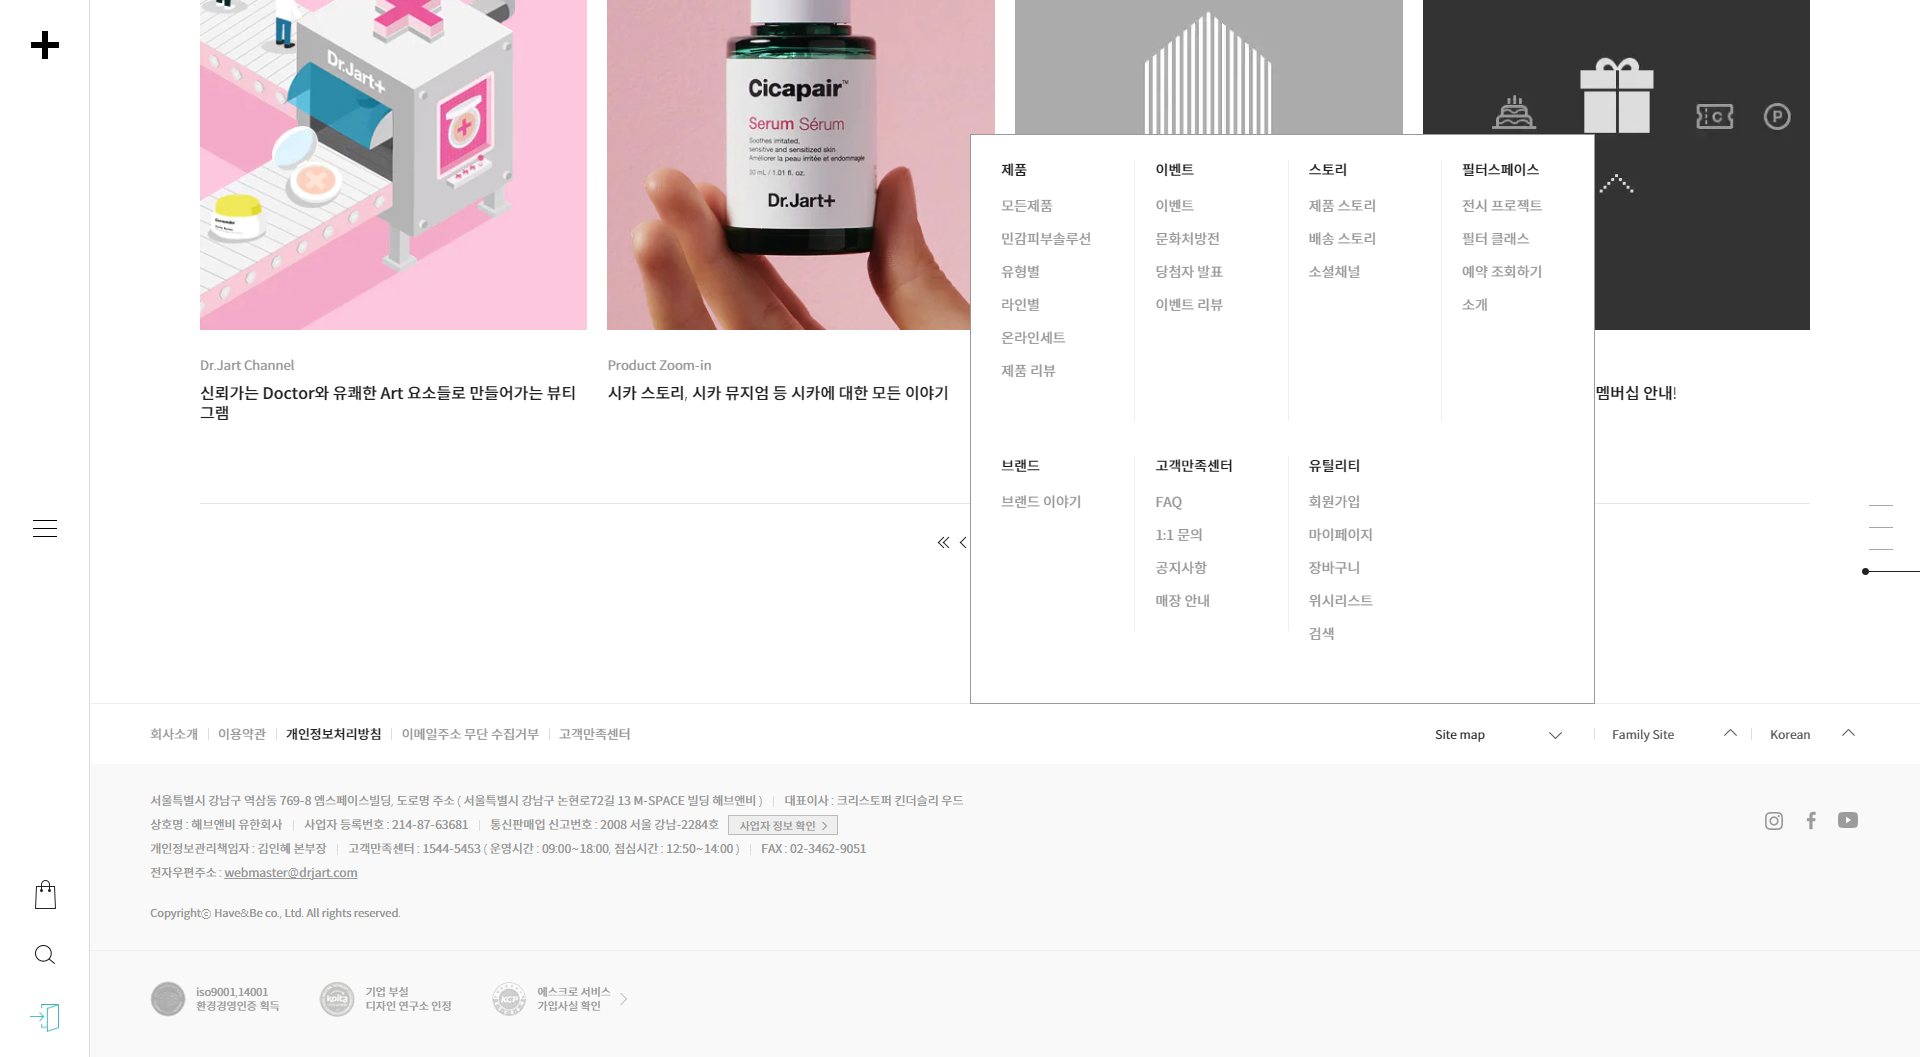 Dr.Jart+
Cicapair™
Serum Sérum
Soothes irritated,
sensitive and sensitized skin
Améliorer la peau irritée et endommagée
30 mL / 1.01 fl. oz.
Dr.Jart+
C
P
Dr.Jart Channel
신뢰가는 Doctor와 유쾌한 Art 요소들로 만들어가는 뷰티
그램
Product Zoom-in
시카 스토리, 시카 뮤지엄 등 시카에 대한 모든 이야기
멤버십 안내!
제품
모든제품
민감피부솔루션
유형별
라인별
온라인세트
제품 리뷰
이벤트
이벤트
문화처방전
당첨자 발표
이벤트 리뷰
스토리
제품 스토리
배송 스토리
소셜채널
필터스페이스
전시 프로젝트
필터 클래스
예약 조회하기
소개
브랜드
브랜드 이야기
고객만족센터
FAQ
1:1 문의
공지사항
매장 안내
유틸리티
회원가입
마이페이지
장바구니
위시리스트
검색
회사소개 이용약관 개인정보처리방침 이메일주소 무단 수집거부 고객만족센터
Site map Family Site Korean
서울특별시 강남구 역삼동 769-8 엠스페이스빌딩, 도로명 주소 ( 서울특별시 강남구 논현로72길 13 M-SPACE 빌딩 해브앤비 ) 대표이사 : 크리스토퍼 킨더슬리 우드
상호명 : 해브앤비 유한회사 사업자 등록번호 : 214-87-63681 통신판매업 신고번호 : 2008 서울 강남-2284호 사업자 정보 확인
개인정보관리책임자 : 김인혜 본부장 고객만족센터 : 1544-5453 ( 운영시간 : 09:00~18:00, 점심시간 : 12:50~14:00 ) FAX : 02-3462-9051
전자우편주소 : webmaster@drjart.com
Copyrightⓒ Have&Be co., Ltd. All rights reserved.
iso9001,14001
환경경영인증 획득
koita
기업 부설
디자인 연구소 인정
KCP
에스크로 서비스
가입사실 확인